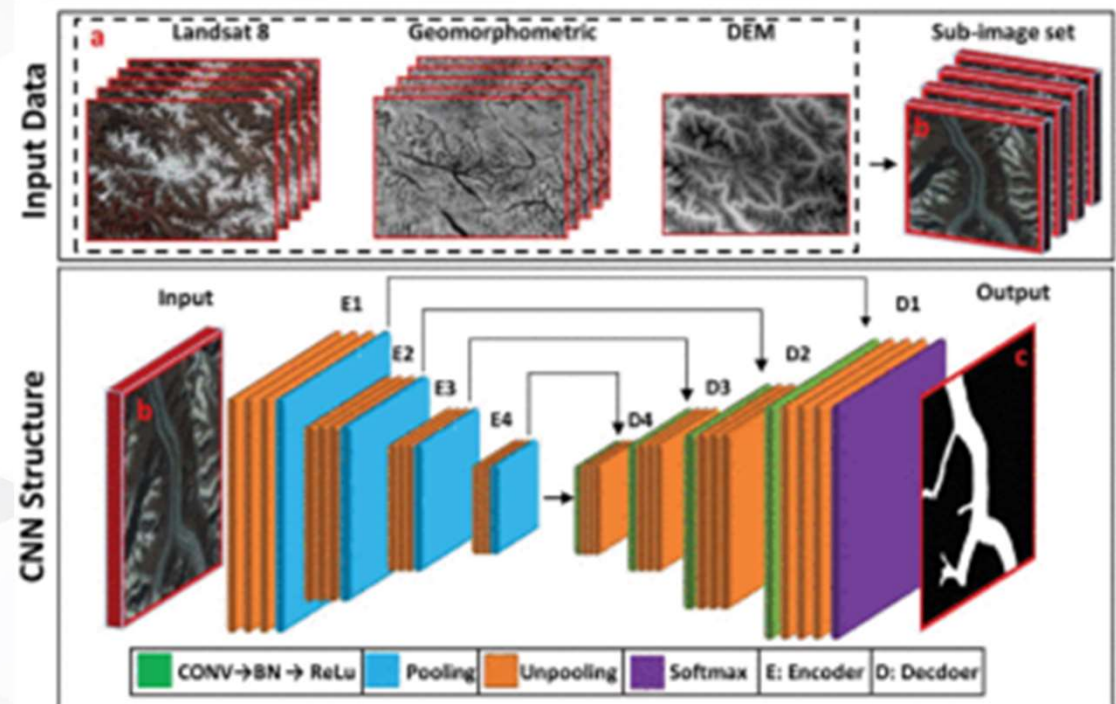 Input Data
a
Landsat 8
Geomorphometric
DEM
Sub-image set
b
CNN Structure
Input
E1
E2
E3
E4
D4
D3
D2
D1
Output
b
c
CONV→BN → ReLu
Pooling
Unpooling
Softmax
E: Encoder
D: Decdoer